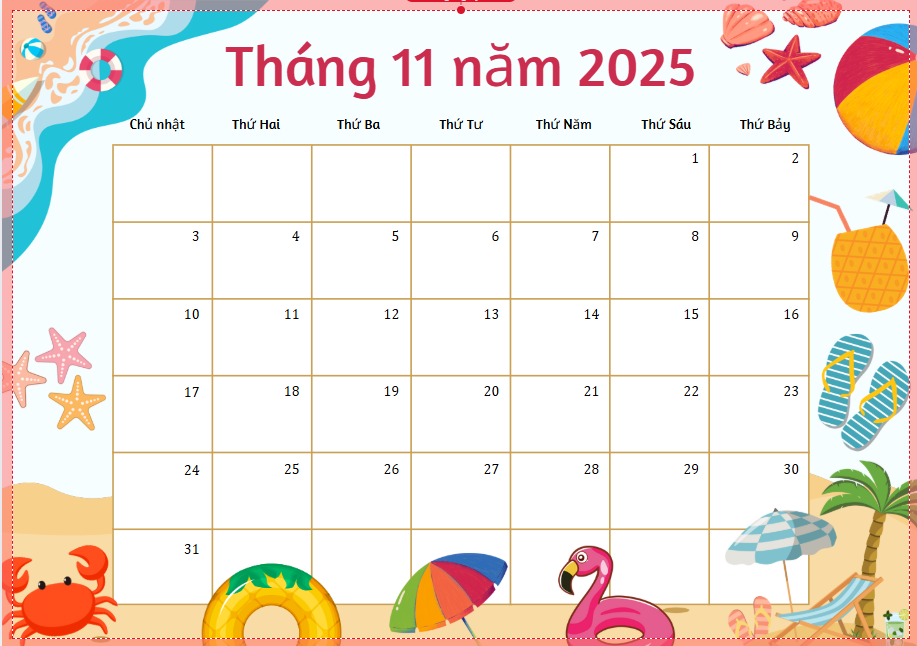 Tháng 11 năm 2025
Chủ nhật Thứ Hai Thứ Ba Thứ Tư Thứ Năm Thứ Sáu Thứ Bảy
1 2
3 4 5 6 7 8 9
10 11 12 13 14 15 16
17 18 19 20 21 22 23
24 25 26 27 28 29 30
31